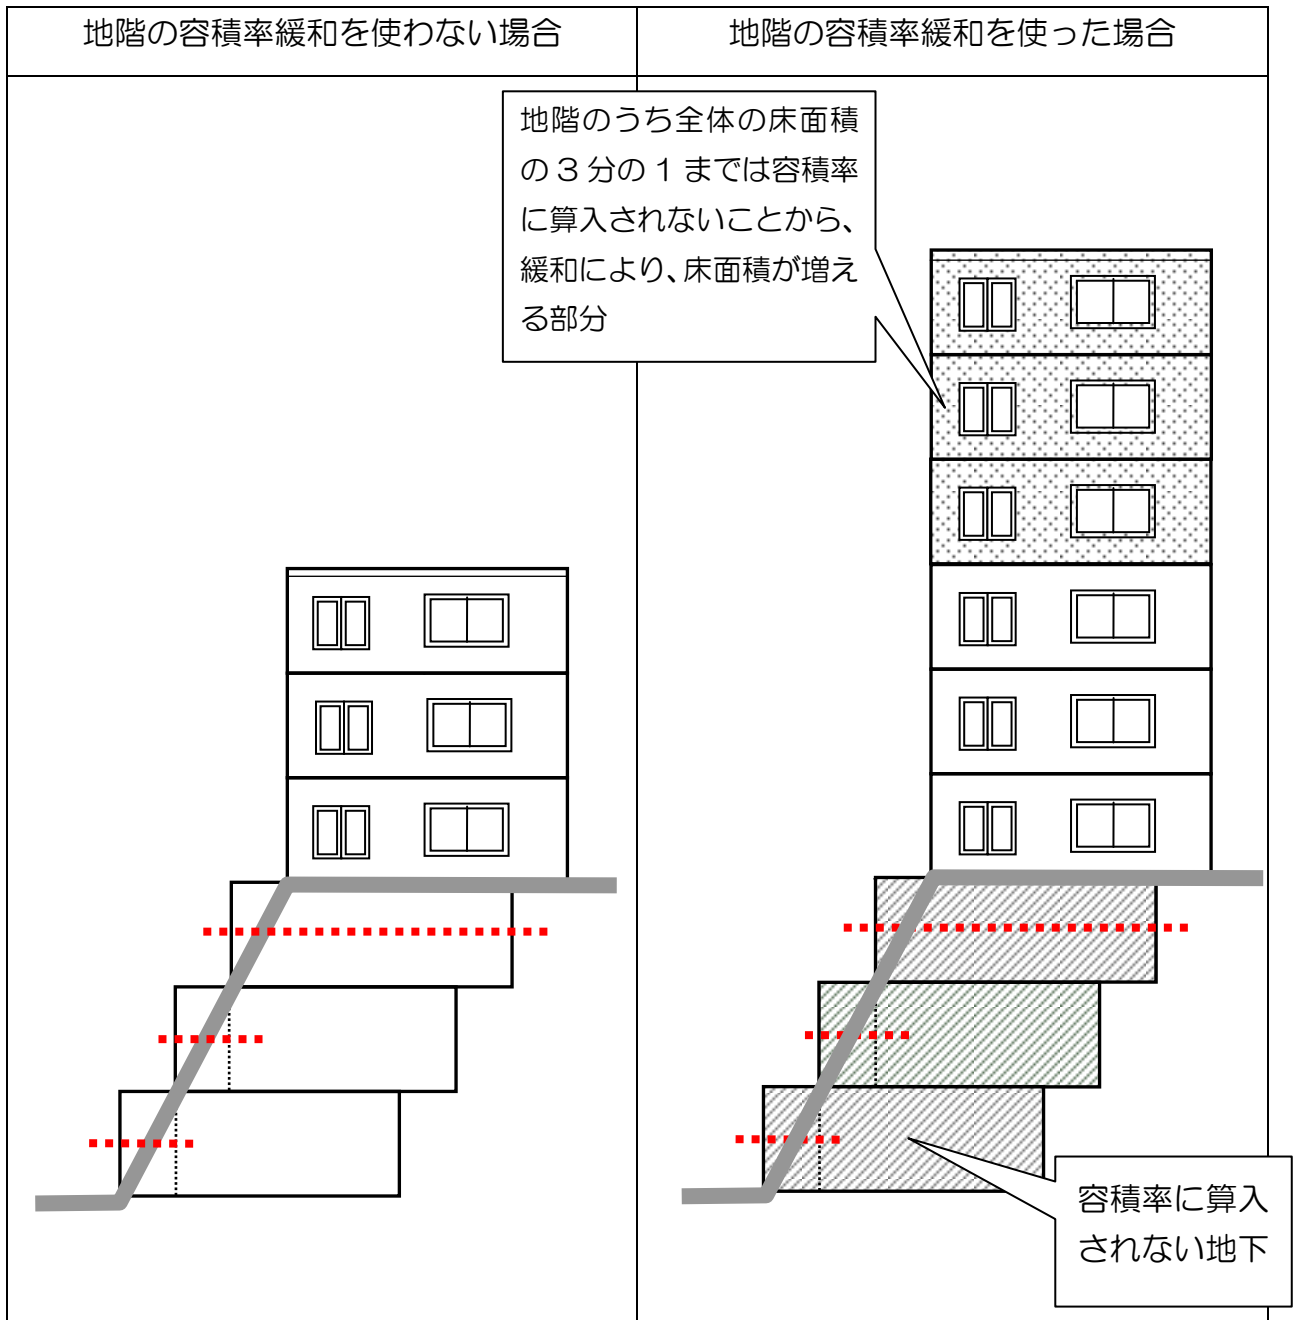 地階の容積率緩和を使わない場合
地階の容積率緩和を使った場合
地階のうち全体の床面積
の３分の１までは容積率
に算入されないことから、
緩和により、床面積が増え
る部分
容積率に算入
されない地下